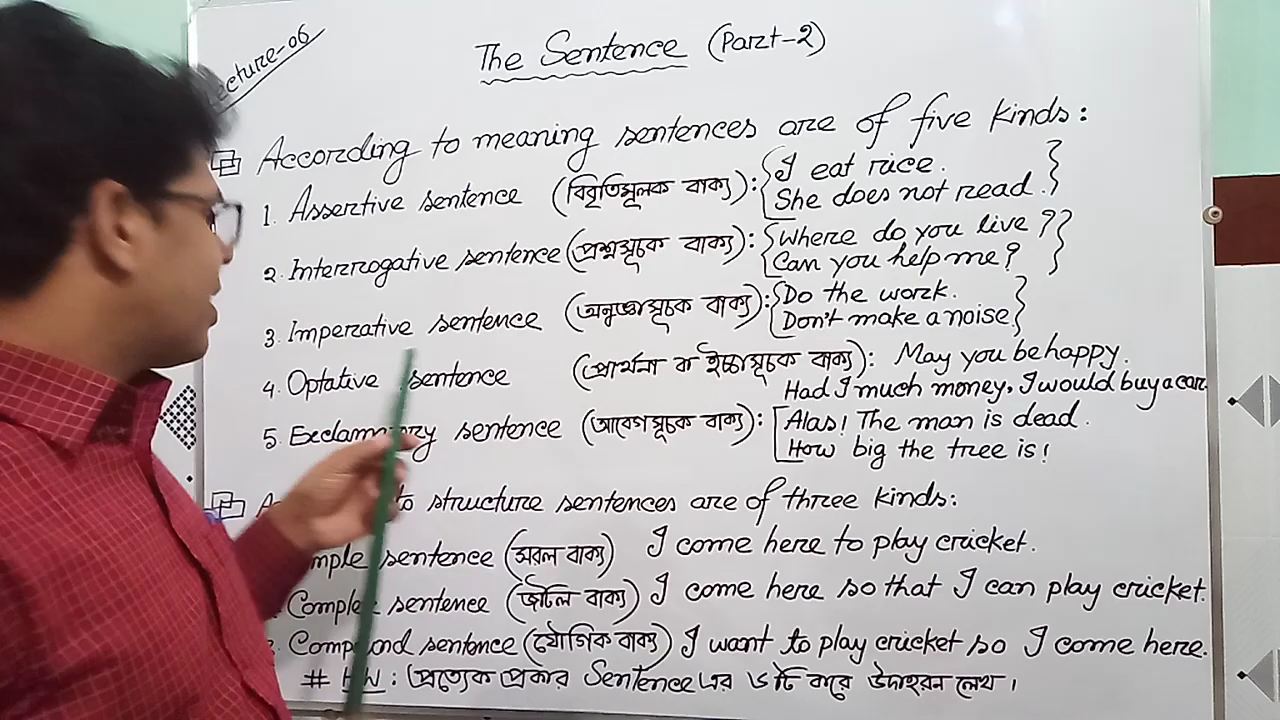 Lecture-06
The Sentence (Part-2)
According to meaning sentences are of five kinds:
1. Assertive sentence (বিবৃতিমূলক বাক্য): I eat rice.
She does not read.
2. Interrogative sentence (প্রশ্নসূচক বাক্য): Where do you live?
Can you help me?
3. Imperative sentence (অনুজ্ঞাসূচক বাক্য): Do the work.
Don't make a noise
4. Optative sentence (প্রার্থনা বা ইচ্ছাসূচক বাক্য): May you be happy.
Had I much money, I would buy a car.
5. Exclamatory sentence (আবেগসূচক বাক্য): Alas! The man is dead.
How big the tree is!
to structure sentences are of three kinds:
sentence (সরল বাক্য) I come here to play cricket.
Complex sentence (জটিল বাক্য) I come here so that I can play cricket.
Compound sentence (যৌগিক বাক্য) I want to play cricket so I come here.
# HW: প্রত্যেক প্রকার Sentence এর ৬টি করে উদাহরন লেখ।